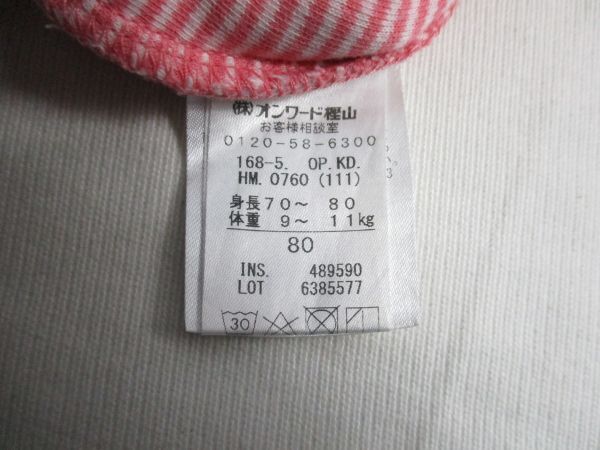 (株)オンワード樫山
お客様相談室
0120-58-6300
168-5. OP.KD.
HM. 0760 (111)
身長70〜 80
体重 9〜 11kg
80
INS. 489590
LOT 6385577
30